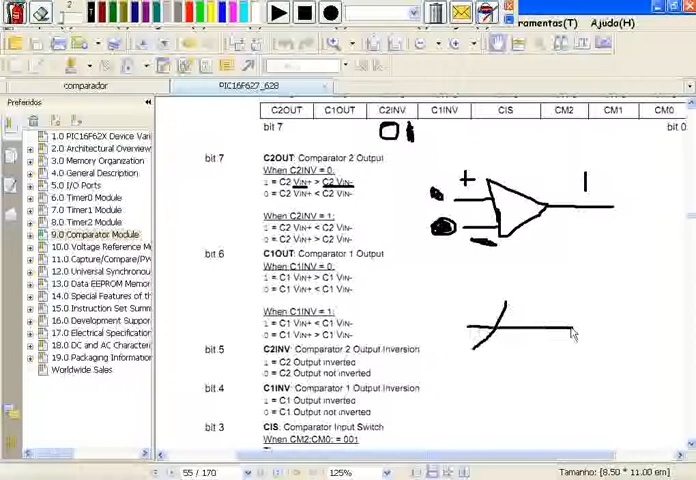 2
ramentas(T) Ajuda(H)
comparador
PIC16F627_628
Preferidos
1.0 PIC16F62X Device Vari
2.0 Architectural Overview
3.0 Memory Organization
4.0 General Description
5.0 I/O Ports
6.0 Timer0 Module
7.0 Timer1 Module
8.0 Timer2 Module
9.0 Comparator Module
10.0 Voltage Reference M
11.0 Capture/Compare/PW
12.0 Universal Synchronou
13.0 Data EEPROM Memor
14.0 Special Features of th
15.0 Instruction Set Summ
16.0 Development Suppor
17.0 Electrical Specificatio
18.0 DC and AC Character
19.0 Packaging Informatio
Worldwide Sales
C2OUT C1OUT C2INV C1INV CIS CM2 CM1 CM0
bit 7 bit 0
01
bit 7 C2OUT: Comparator 2 Output
When C2INV = 0:
1 = C2 VIN+ > C2 VIN-
0 = C2 VIN+ < C2 VIN-
When C2INV = 1:
1 = C2 VIN+ < C2 VIN-
0 = C2 VIN+ > C2 VIN-
bit 6 C1OUT: Comparator 1 Output
When C1INV = 0:
1 = C1 VIN+ > C1 VIN-
0 = C1 VIN+ < C1 VIN-
When C1INV = 1:
1 = C1 VIN+ < C1 VIN-
0 = C1 VIN+ > C1 VIN-
bit 5 C2INV: Comparator 2 Output Inversion
1 = C2 Output inverted
0 = C2 Output not inverted
bit 4 C1INV: Comparator 1 Output Inversion
1 = C1 Output inverted
0 = C1 Output not inverted
bit 3 CIS: Comparator Input Switch
When CM2:CM0: = 001
+
1
55 / 170
125%
Tamanho: [8.50 * 11.00 em]